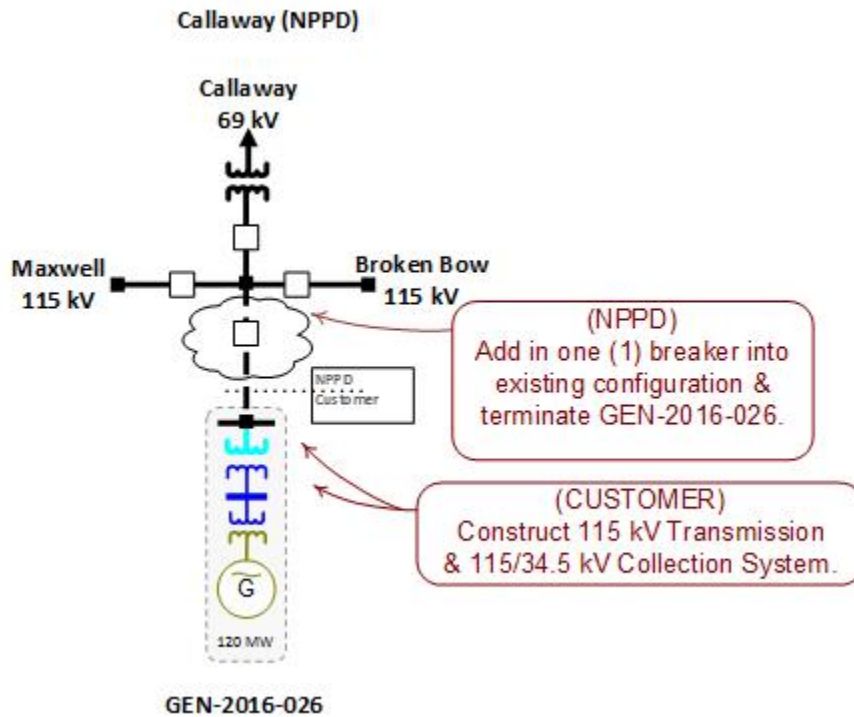 Callaway (NPPD)
Callaway
69 kV
Maxwell
115 kV
Broken Bow
115 kV
(NPPD)
Add in one (1) breaker into
existing configuration &
terminate GEN-2016-026.
NPPD
Customer
(CUSTOMER)
Construct 115 kV Transmission
& 115/34.5 kV Collection System.
G
120 MW
GEN-2016-026